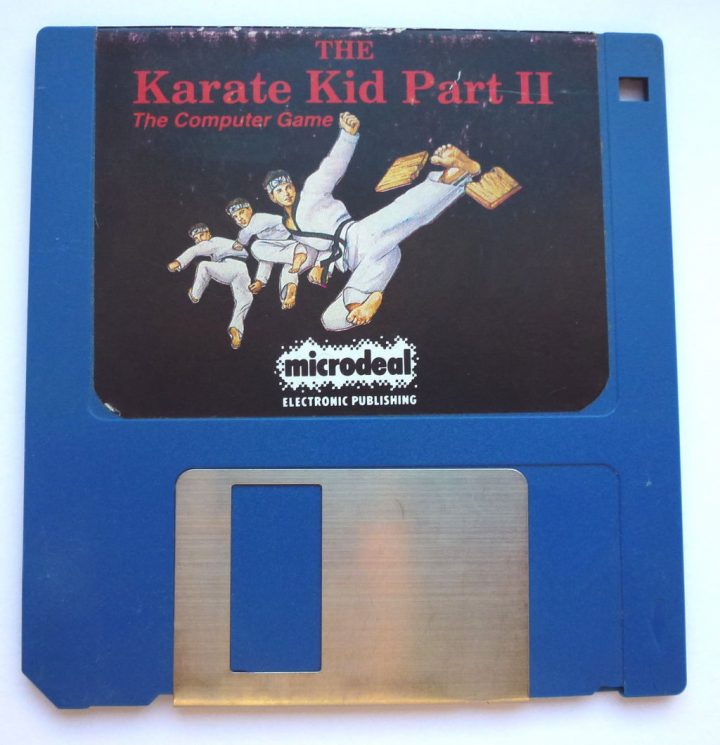 THE
Karate Kid Part II
The Computer Game
microdeal
ELECTRONIC PUBLISHING